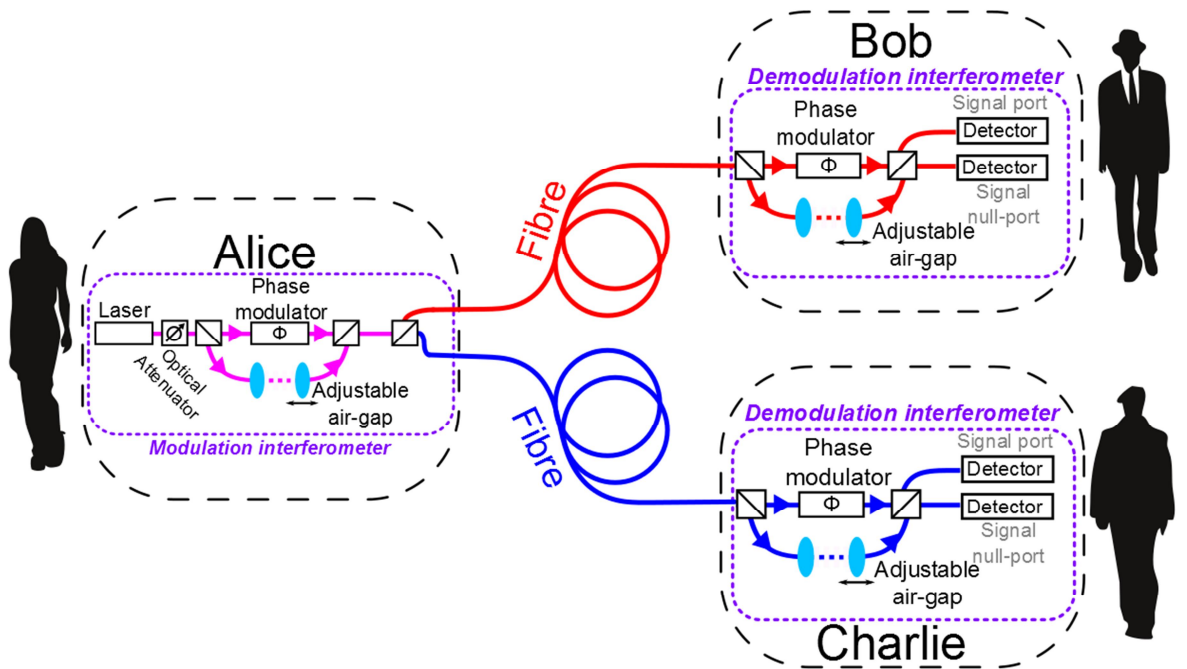 Bob
Demodulation interferometer
Phase
modulator
Φ
Signal port
Detector
Detector
Signal
null-port
Adjustable
air-gap
Fibre
Alice
Laser
Phase
modulator
Φ
Optical
Attenuator
Adjustable
air-gap
Modulation interferometer
Fibre
Demodulation interferometer
Phase
modulator
Φ
Signal port
Detector
Detector
Signal
null-port
Adjustable
air-gap
Charlie